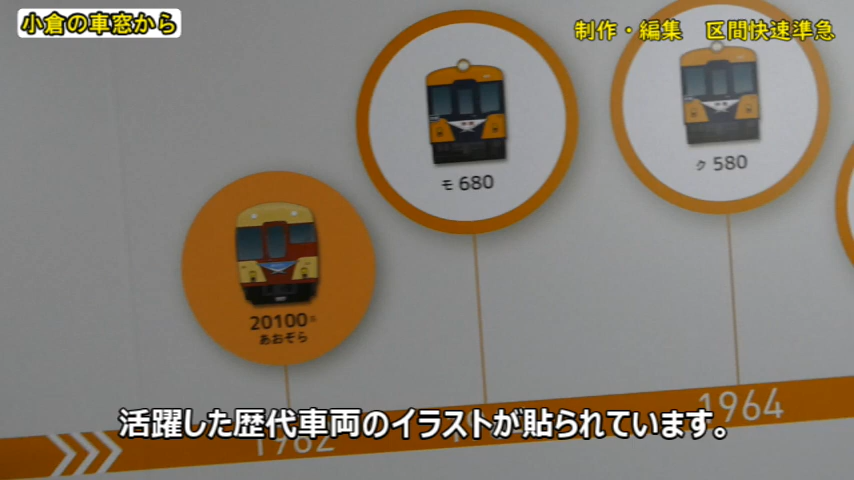 小倉の車窓から
制作・編集 区間快速準急
モ 680
ク 580
20100系
あおぞら
1964
1962
活躍した歴代車両のイラストが貼られています。